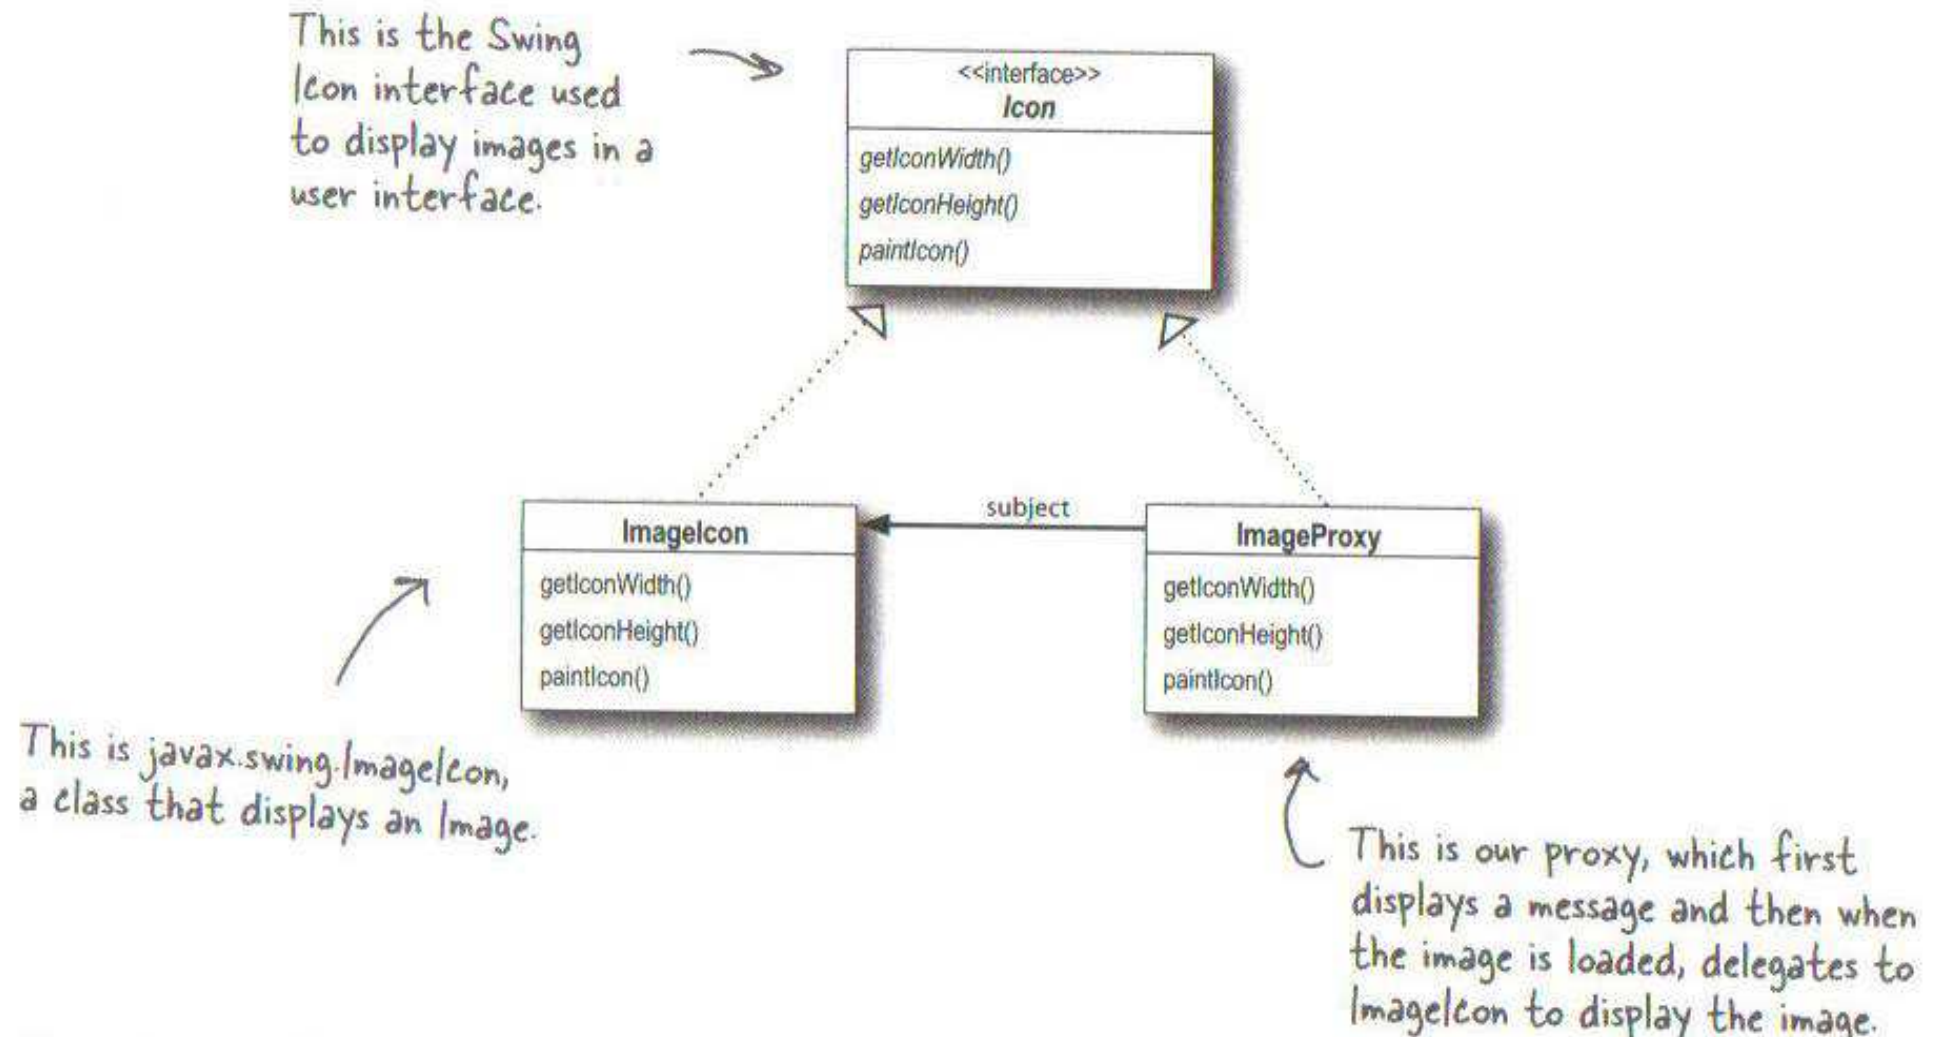 This is the Swing
Icon interface used
to display images in a
user interface.
<<interface>>
Icon
getIconWidth()
getIconHeight()
paintIcon()
subject
ImageIcon
getIconWidth()
getIconHeight()
paintIcon()
ImageProxy
getIconWidth()
getIconHeight()
paintIcon()
This is javax.swing.ImageIcon,
a class that displays an Image.
This is our proxy, which first
displays a message and then when
the image is loaded, delegates to
ImageIcon to display the image.